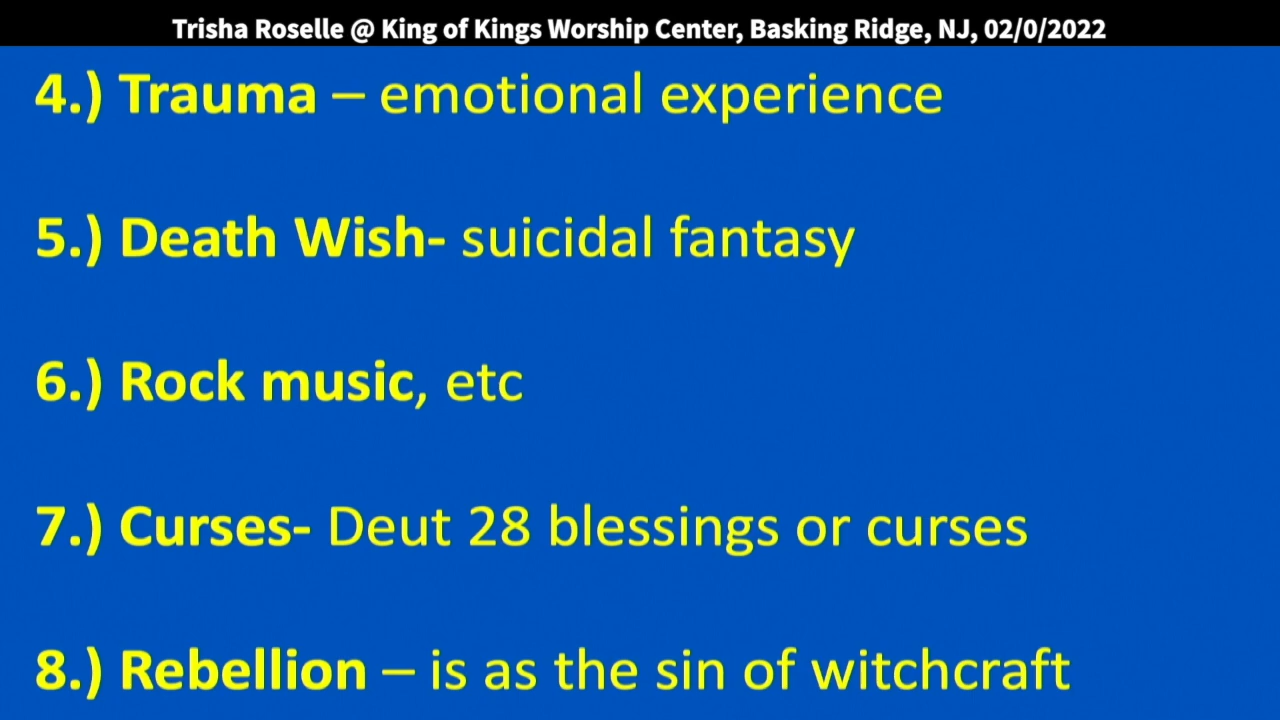 Trisha Roselle @ King of Kings Worship Center, Basking Ridge, NJ, 02/0/2022
4.) Trauma – emotional experience
5.) Death Wish- suicidal fantasy
6.) Rock music, etc
7.) Curses- Deut 28 blessings or curses
8.) Rebellion – is as the sin of witchcraft